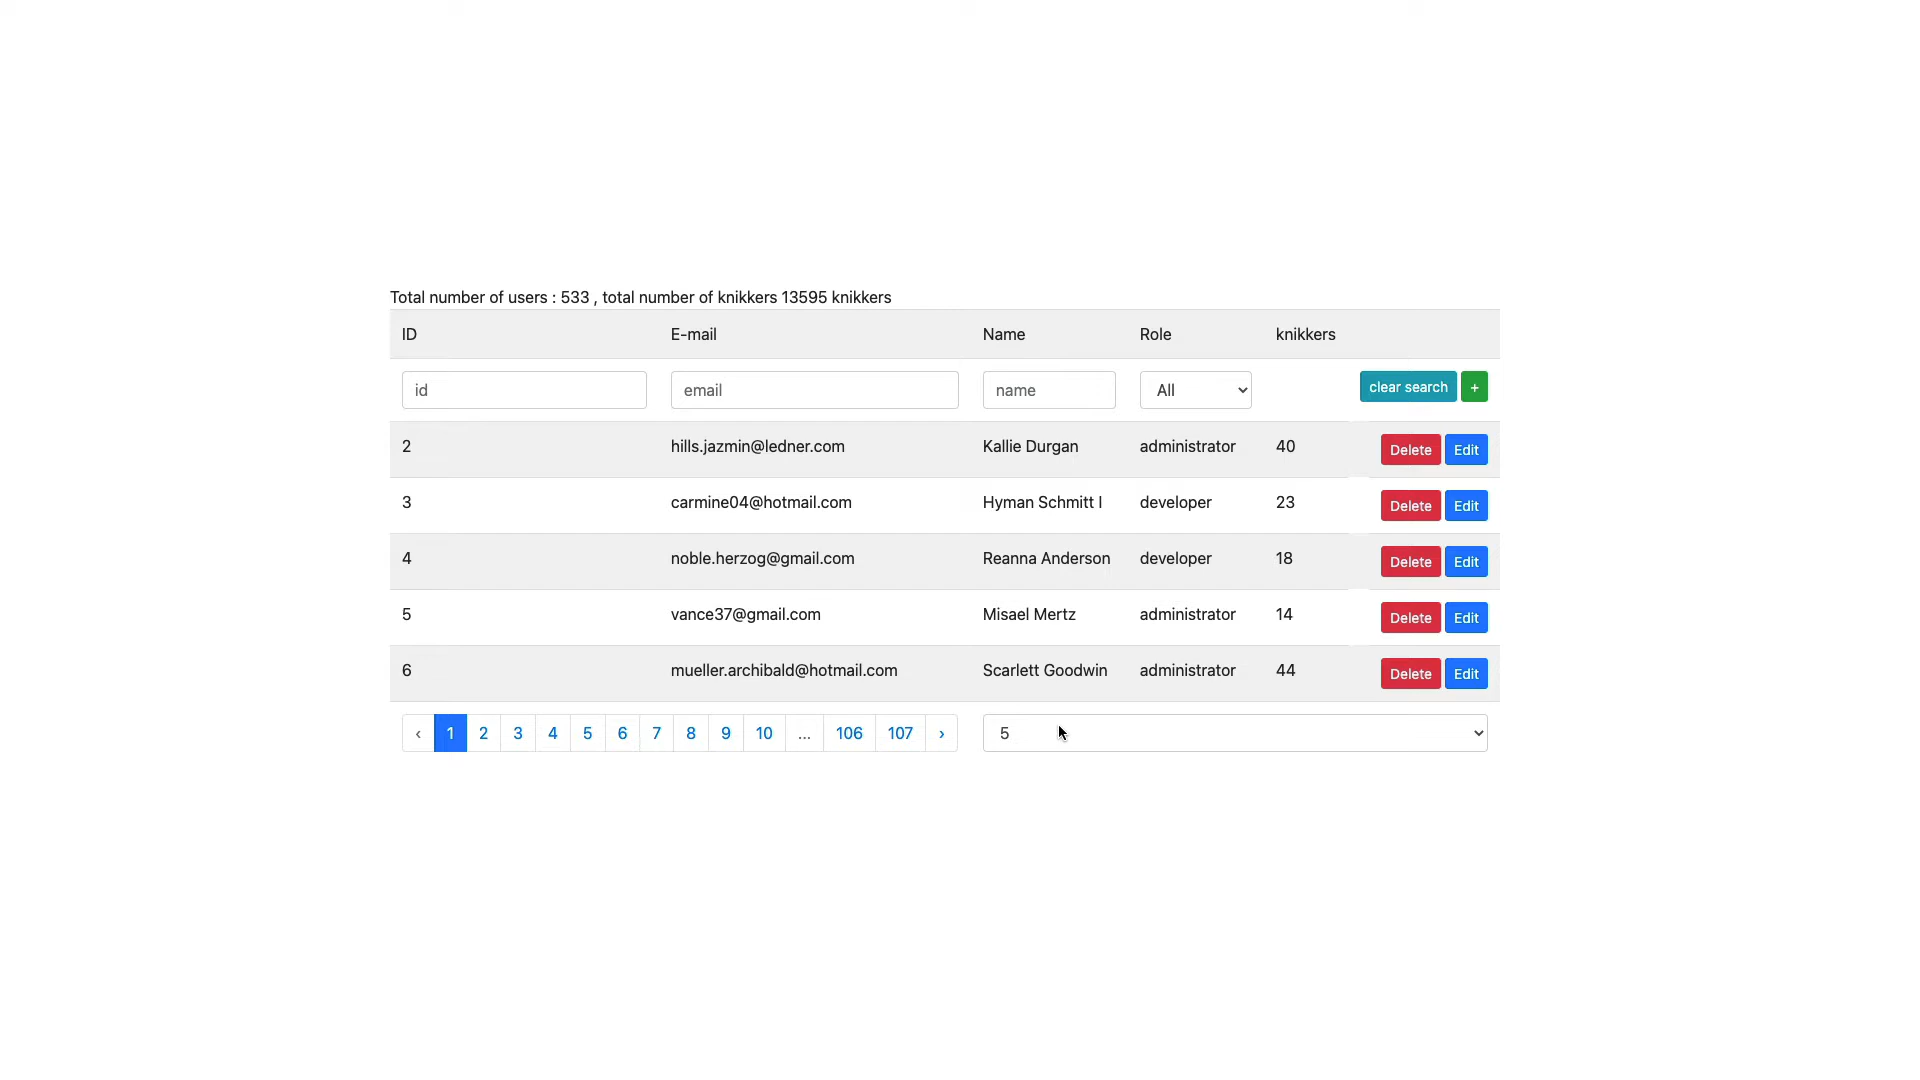 Total number of users : 533 , total number of knikkers 13595 knikkers
ID E-mail Name Role knikkers
id email name All clear search +
2 hills.jazmin@ledner.com Kallie Durgan administrator 40 Delete Edit
3 carmine04@hotmail.com Hyman Schmitt I developer 23 Delete Edit
4 noble.herzog@gmail.com Reanna Anderson developer 18 Delete Edit
5 vance37@gmail.com Misael Mertz administrator 14 Delete Edit
6 mueller.archibald@hotmail.com Scarlett Goodwin administrator 44 Delete Edit
‹ 1 2 3 4 5 6 7 8 9 10 ... 106 107 › 5